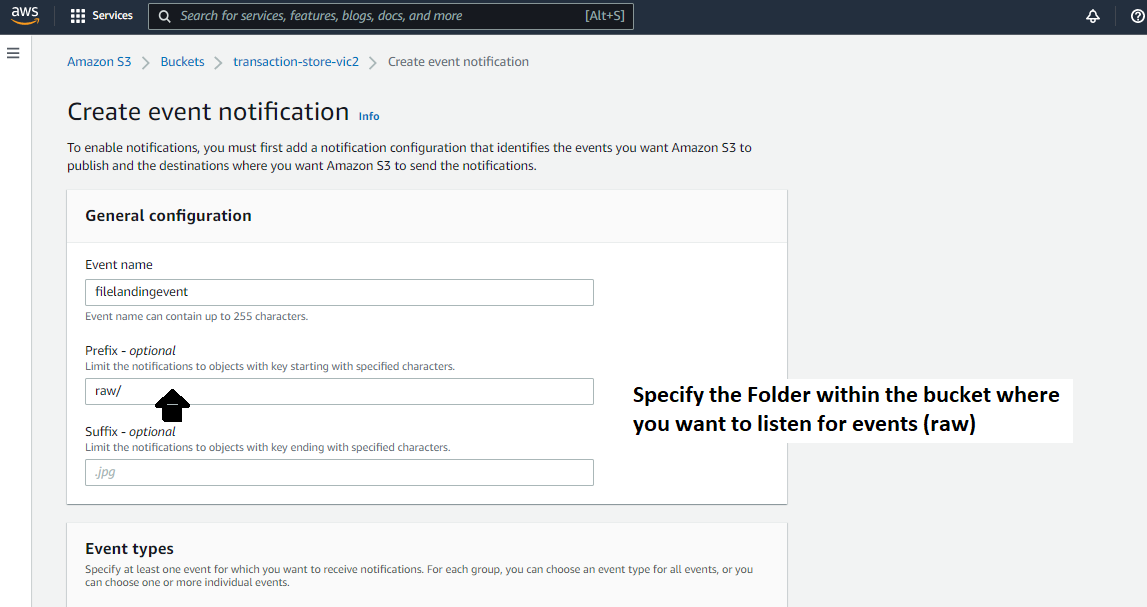 aws
Services
Search for services, features, blogs, docs, and more
[Alt+S]
Amazon S3 > Buckets > transaction-store-vic2 > Create event notification
Create event notification Info
To enable notifications, you must first add a notification configuration that identifies the events you want Amazon S3 to
publish and the destinations where you want Amazon S3 to send the notifications.
General configuration
Event name
filelandingevent
Event name can contain up to 255 characters.
Prefix - optional
Limit the notifications to objects with key starting with specified characters.
raw/
Specify the Folder within the bucket where
you want to listen for events (raw)
Suffix - optional
Limit the notifications to objects with key ending with specified characters.
.jpg
Event types
Specify at least one event for which you want to receive notifications. For each group, you can choose an event type for all events, or you
can choose one or more individual events.